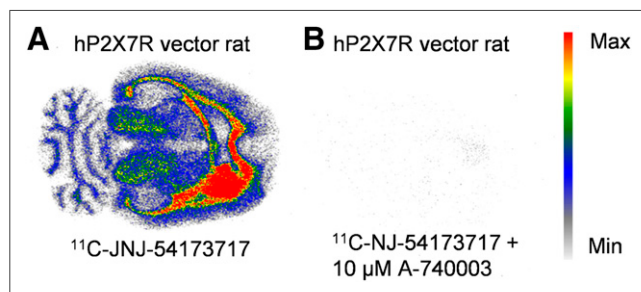 A hP2X7R vector rat
B hP2X7R vector rat
Max
¹¹C-JNJ-54173717
¹¹C-NJ-54173717 +
10 µM A-740003
Min